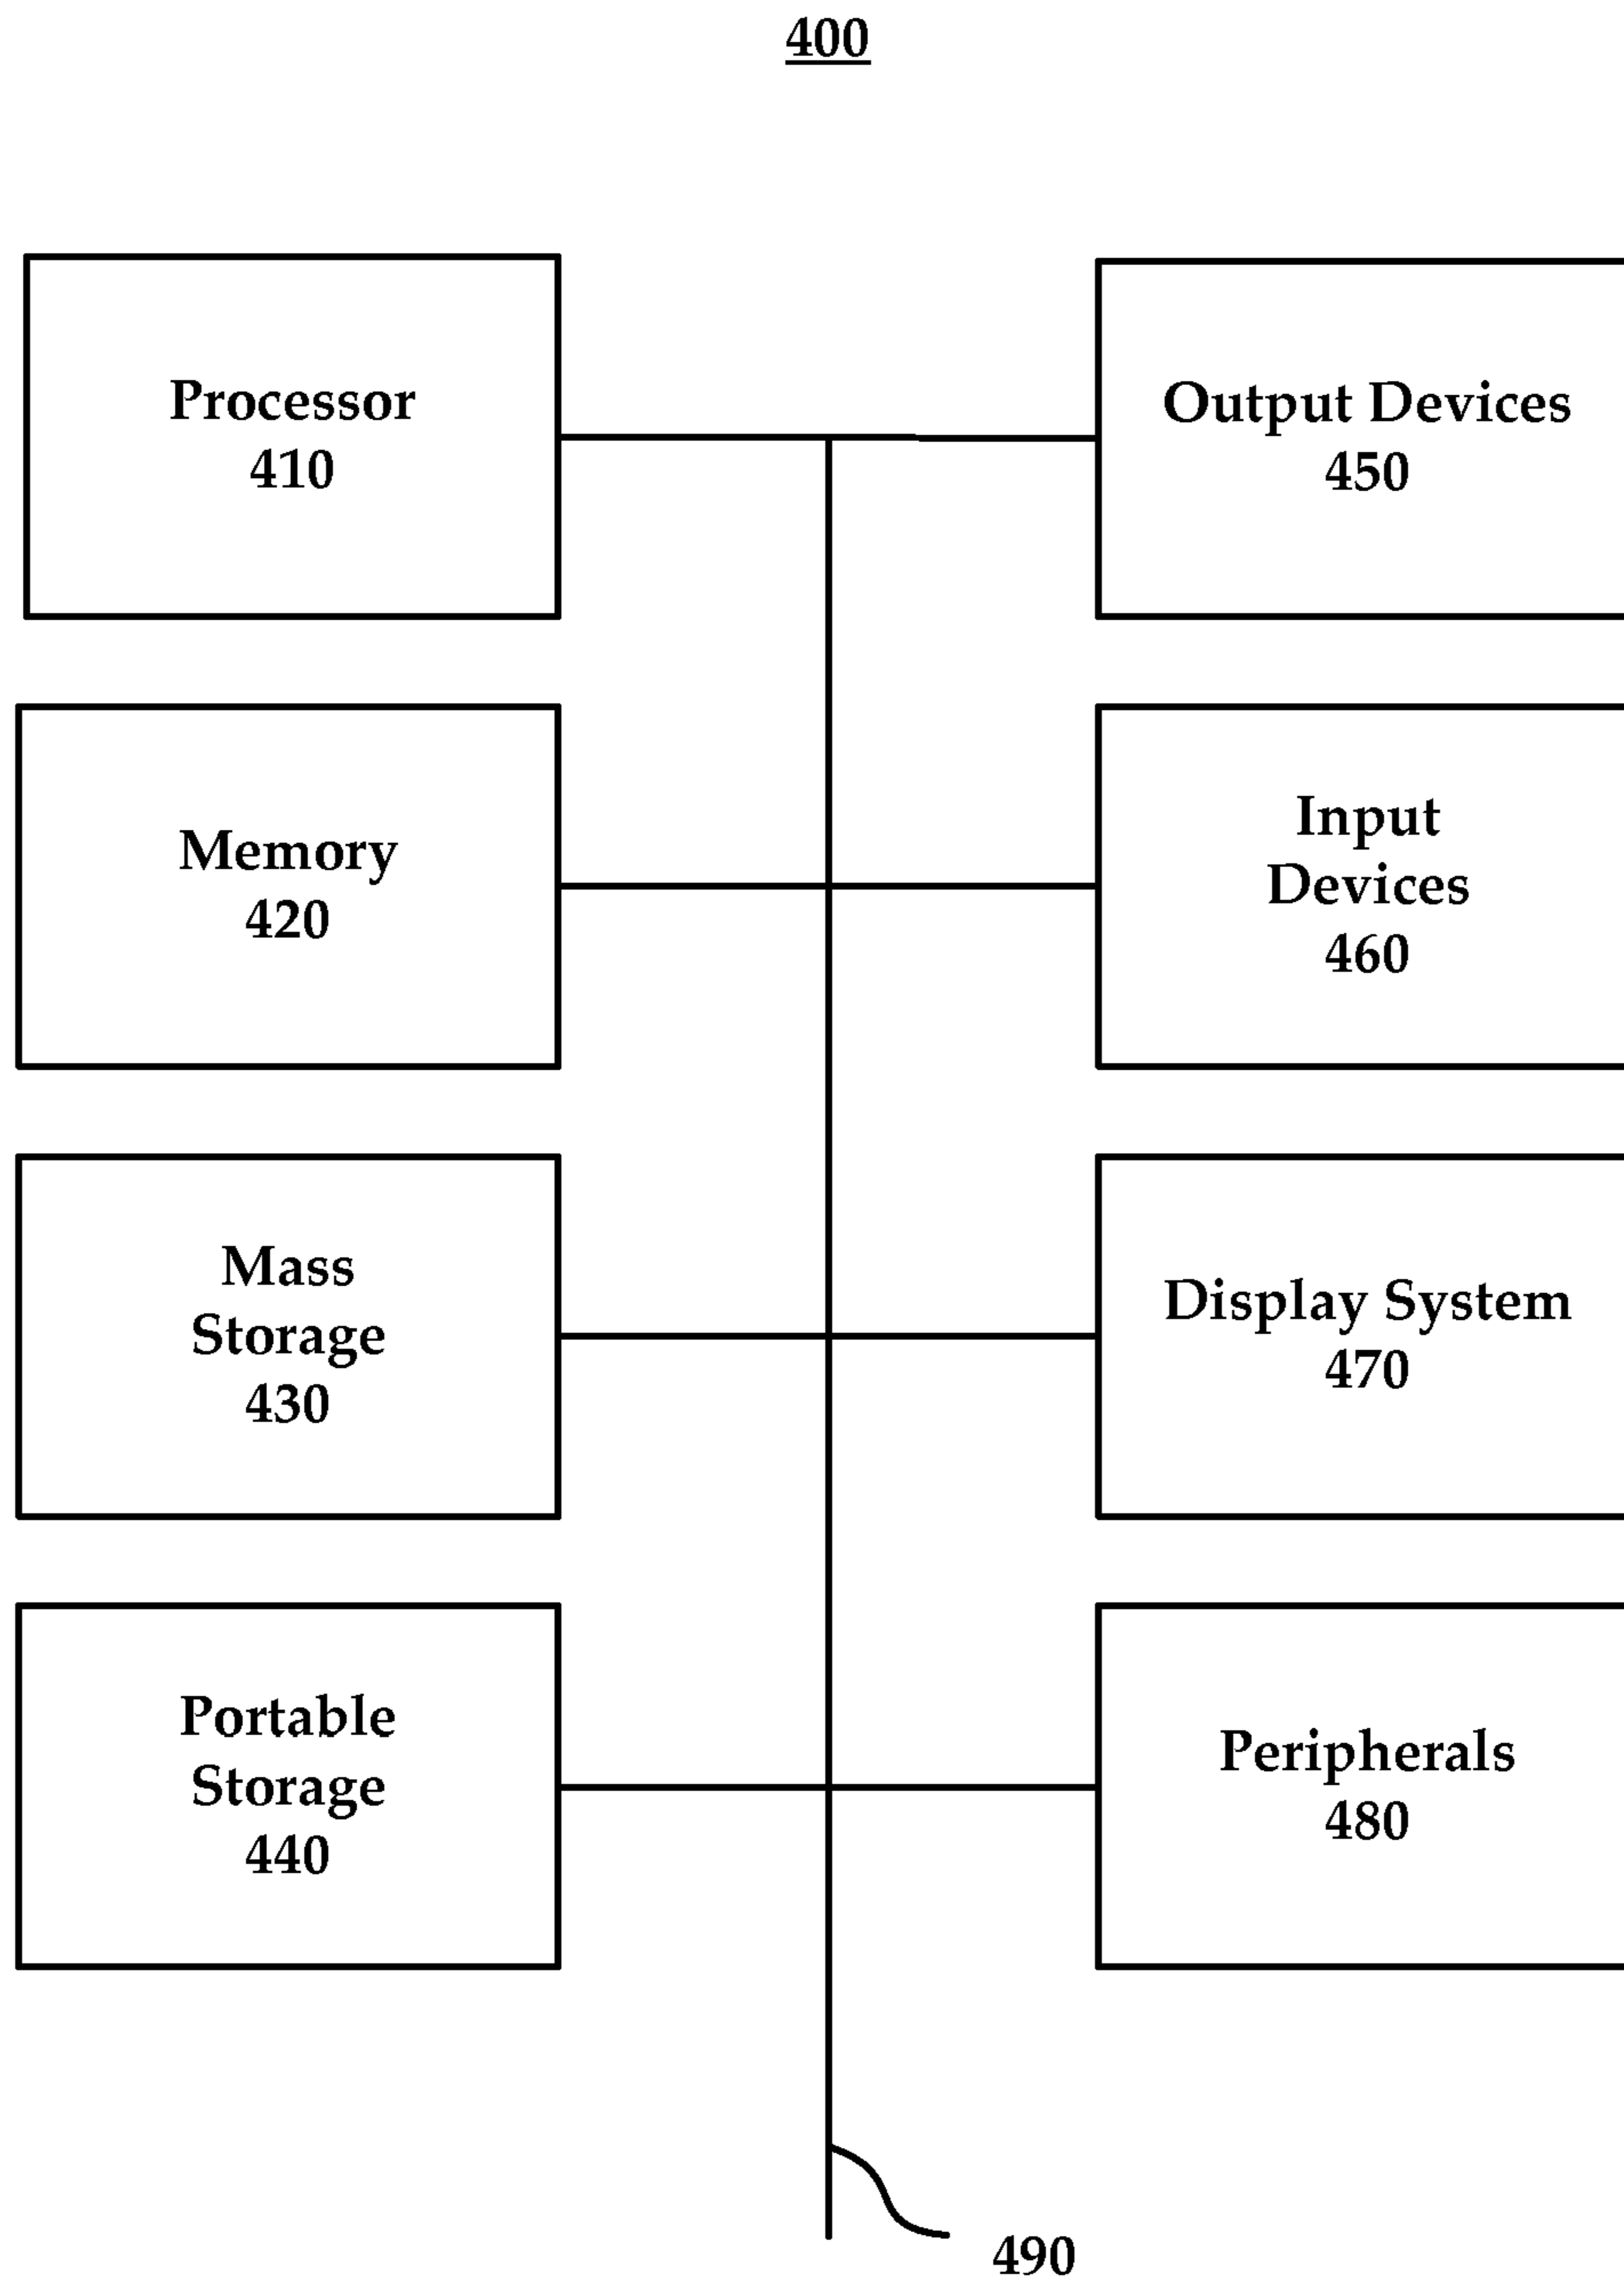 400
Processor
410
Output Devices
450
Memory
420
Input
Devices
460
Mass
Storage
430
Display System
470
Portable
Storage
440
Peripherals
480
490